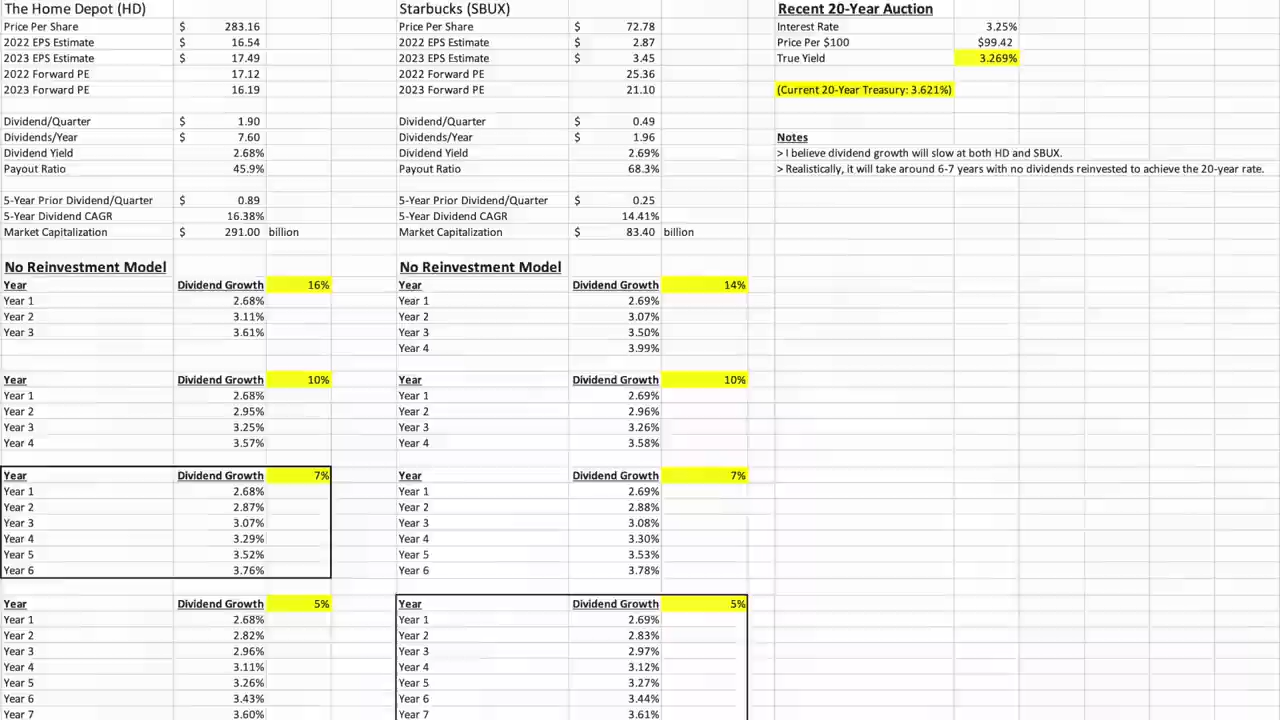 The Home Depot (HD) Starbucks (SBUX) Recent 20-Year Auction
Price Per Share $ 283.16 Price Per Share $ 72.78 Interest Rate 3.25%
2022 EPS Estimate $ 16.54 2022 EPS Estimate $ 2.87 Price Per $100 $99.42
2023 EPS Estimate $ 17.49 2023 EPS Estimate $ 3.45 True Yield 3.269%
2022 Forward PE 17.12 2022 Forward PE 25.36
2023 Forward PE 16.19 2023 Forward PE 21.10 (Current 20-Year Treasury: 3.621%)
Dividend/Quarter $ 1.90 Dividend/Quarter $ 0.49
Dividends/Year $ 7.60 Dividends/Year $ 1.96 Notes
Dividend Yield 2.68% Dividend Yield 2.69% > I believe dividend growth will slow at both HD and SBUX.
Payout Ratio 45.9% Payout Ratio 68.3% > Realistically, it will take around 6-7 years with no dividends reinvested to achieve the 20-year rate.
5-Year Prior Dividend/Quarter $ 0.89 5-Year Prior Dividend/Quarter $ 0.25
5-Year Dividend CAGR 16.38% 5-Year Dividend CAGR 14.41%
Market Capitalization $ 291.00 billion Market Capitalization $ 83.40 billion
No Reinvestment Model No Reinvestment Model
Year Dividend Growth 16% Year Dividend Growth 14%
Year 1 2.68% Year 1 2.69%
Year 2 3.11% Year 2 3.07%
Year 3 3.61% Year 3 3.50%
Year 4 3.99%
Year Dividend Growth 10% Year Dividend Growth 10%
Year 1 2.68% Year 1 2.69%
Year 2 2.95% Year 2 2.96%
Year 3 3.25% Year 3 3.26%
Year 4 3.57% Year 4 3.58%
Year Dividend Growth 7% Year Dividend Growth 7%
Year 1 2.68% Year 1 2.69%
Year 2 2.87% Year 2 2.88%
Year 3 3.07% Year 3 3.08%
Year 4 3.29% Year 4 3.30%
Year 5 3.52% Year 5 3.53%
Year 6 3.76% Year 6 3.78%
Year Dividend Growth 5% Year Dividend Growth 5%
Year 1 2.68% Year 1 2.69%
Year 2 2.82% Year 2 2.83%
Year 3 2.96% Year 3 2.97%
Year 4 3.11% Year 4 3.12%
Year 5 3.26% Year 5 3.27%
Year 6 3.43% Year 6 3.44%
Year 7 3.60% Year 7 3.61%